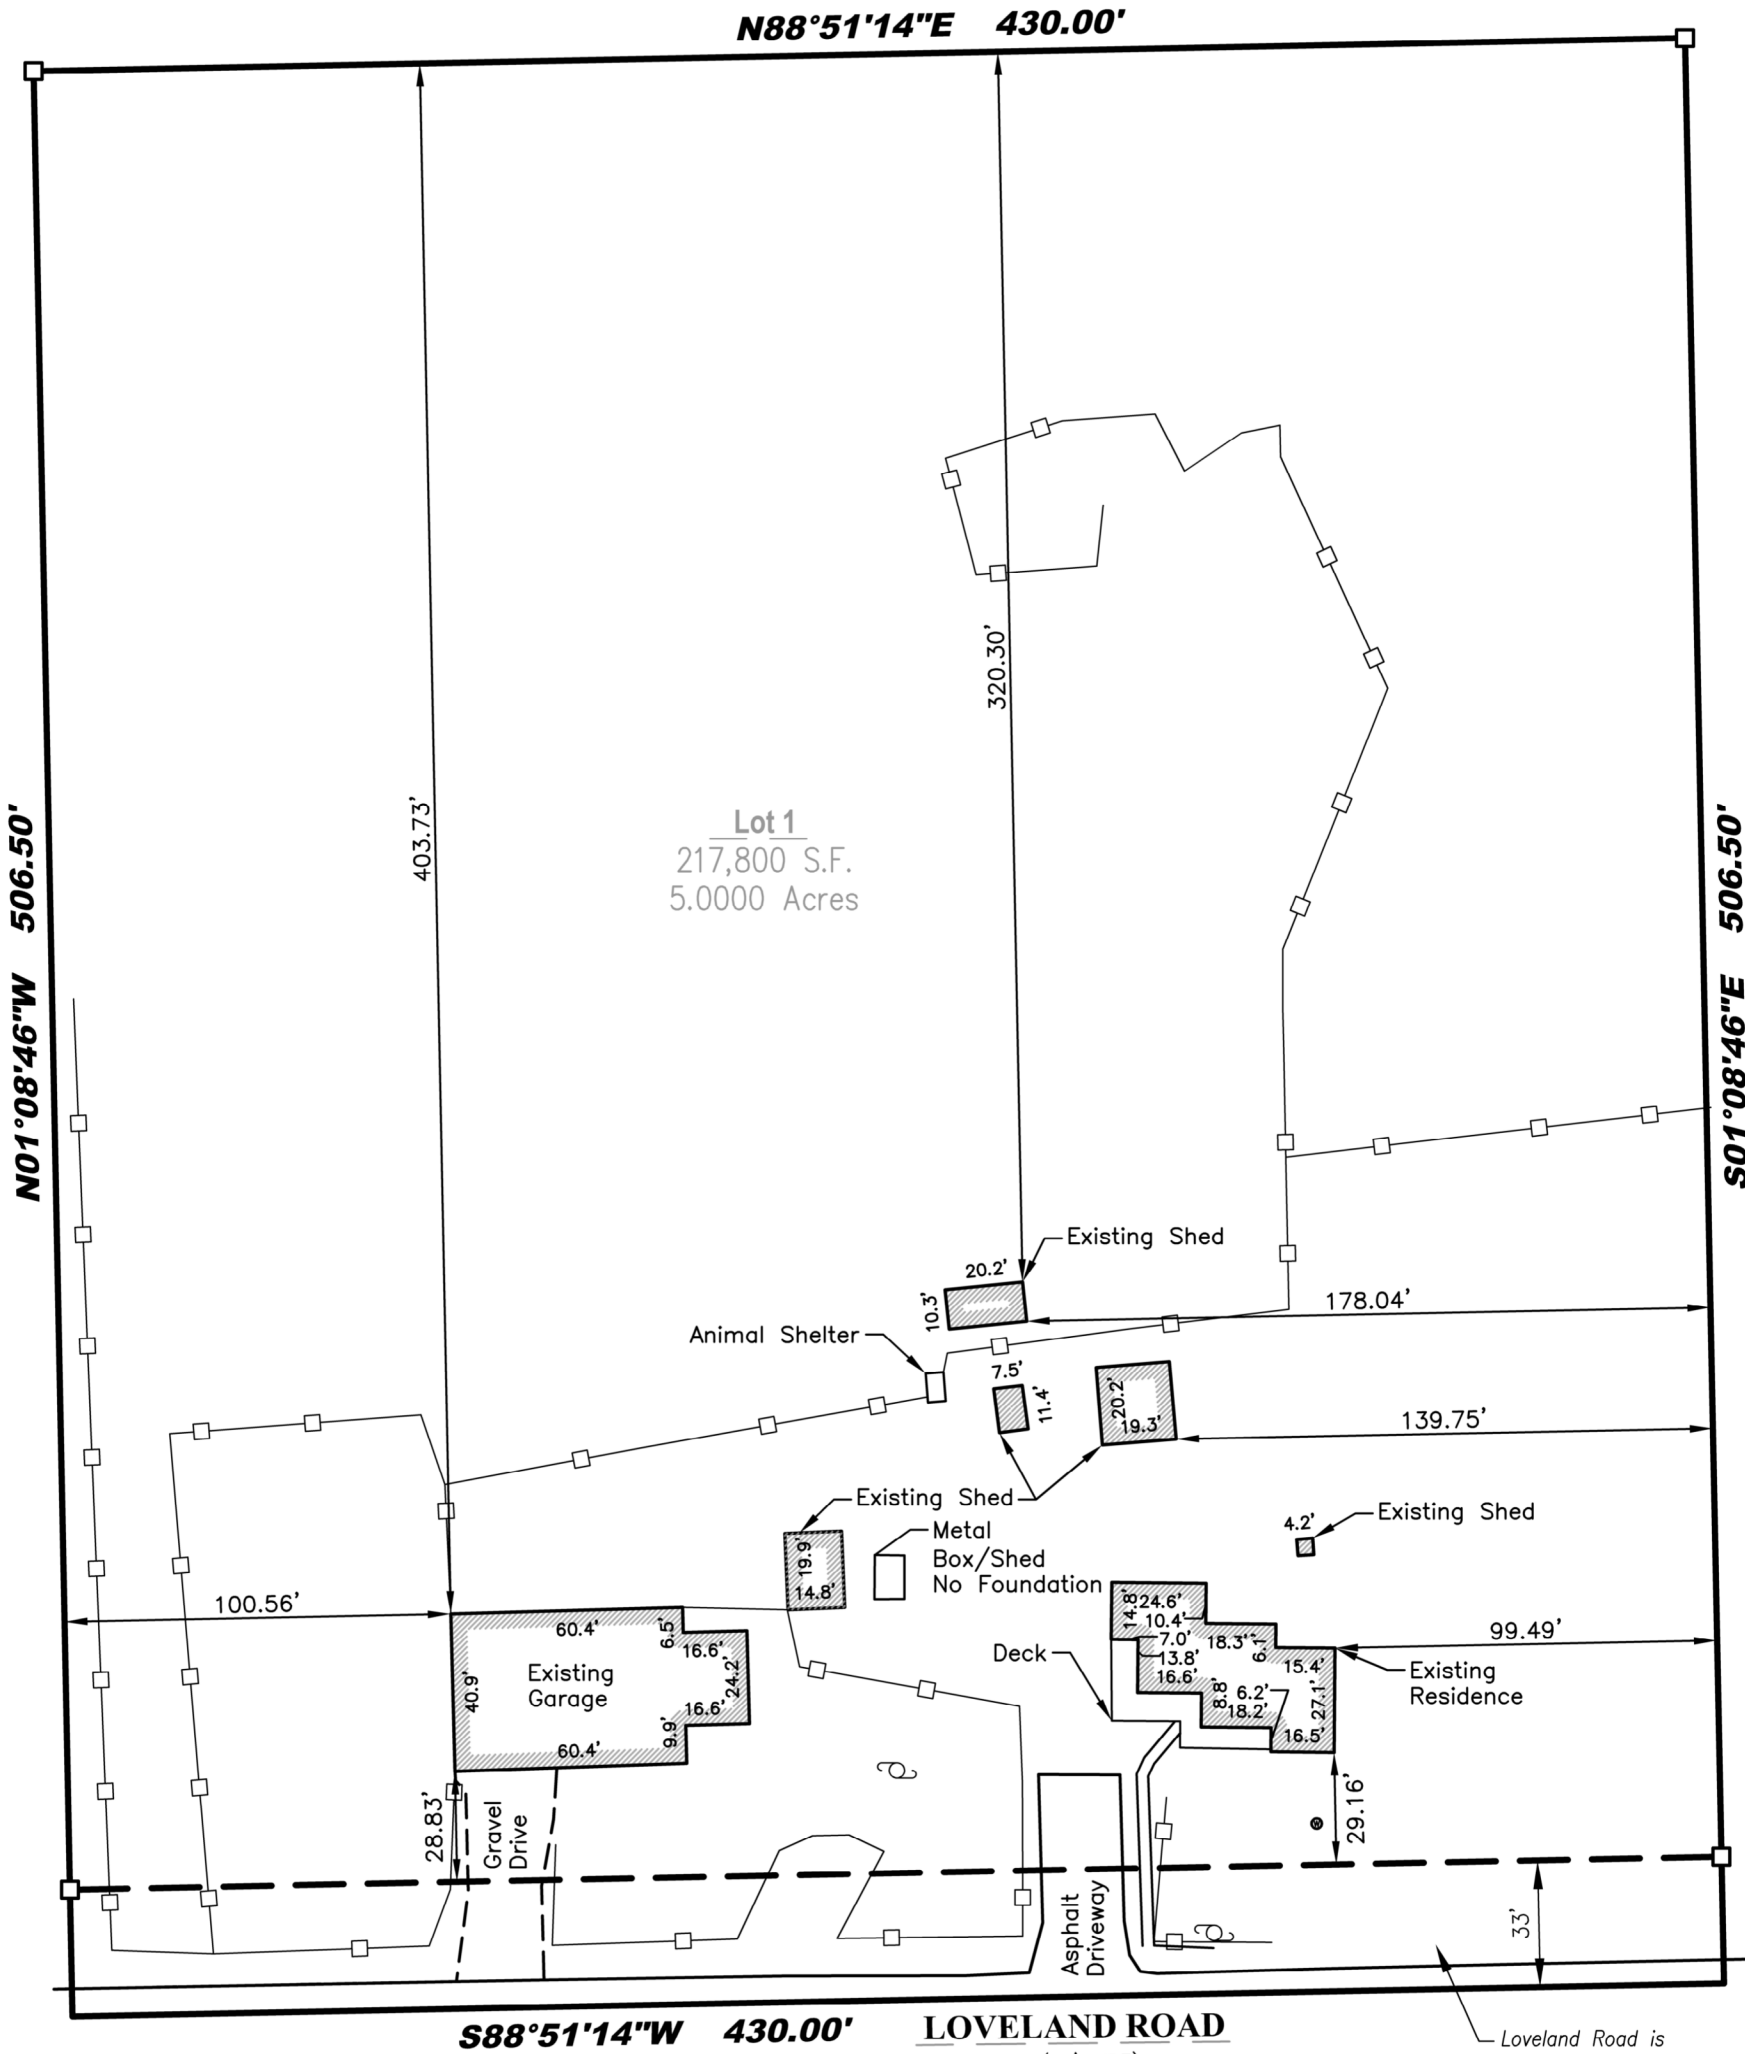 N88°51'14"E 430.00'
403.73'
320.30'
Lot 1
217,800 S.F.
5.0000 Acres
N01°08'46"W 506.50'
S01°08'46"E 506.50'
Existing Shed
20.2'
10.3'
178.04'
Animal Shelter
7.5'
11.4'
20.2'
19.3'
139.75'
Existing Shed
Existing Shed
4.2'
Metal
Box/Shed
No Foundation
19.9'
14.8'
100.56'
60.4'
6.5'
16.6'
24.2'
Existing
Garage
40.9'
16.6'
9.9'
60.4'
14.8'
24.6'
10.4'
7.0'
13.8'
16.6'
18.3'
6.1'
15.4'
99.49'
Deck
Existing
Residence
8.8'
6.2'
18.2'
27.1'
16.5'
28.83'
Gravel
Drive
29.16'
Asphalt
Driveway
33'
S88°51'14"W 430.00'
LOVELAND ROAD
Loveland Road is